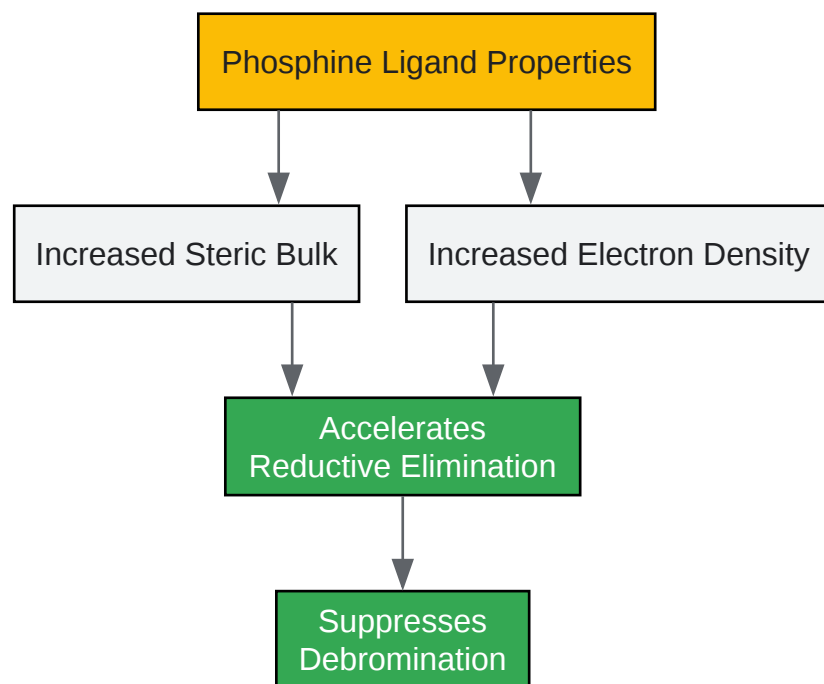 Phosphine Ligand Properties
Increased Steric Bulk
Increased Electron Density
Accelerates
Reductive Elimination
Suppresses
Debromination